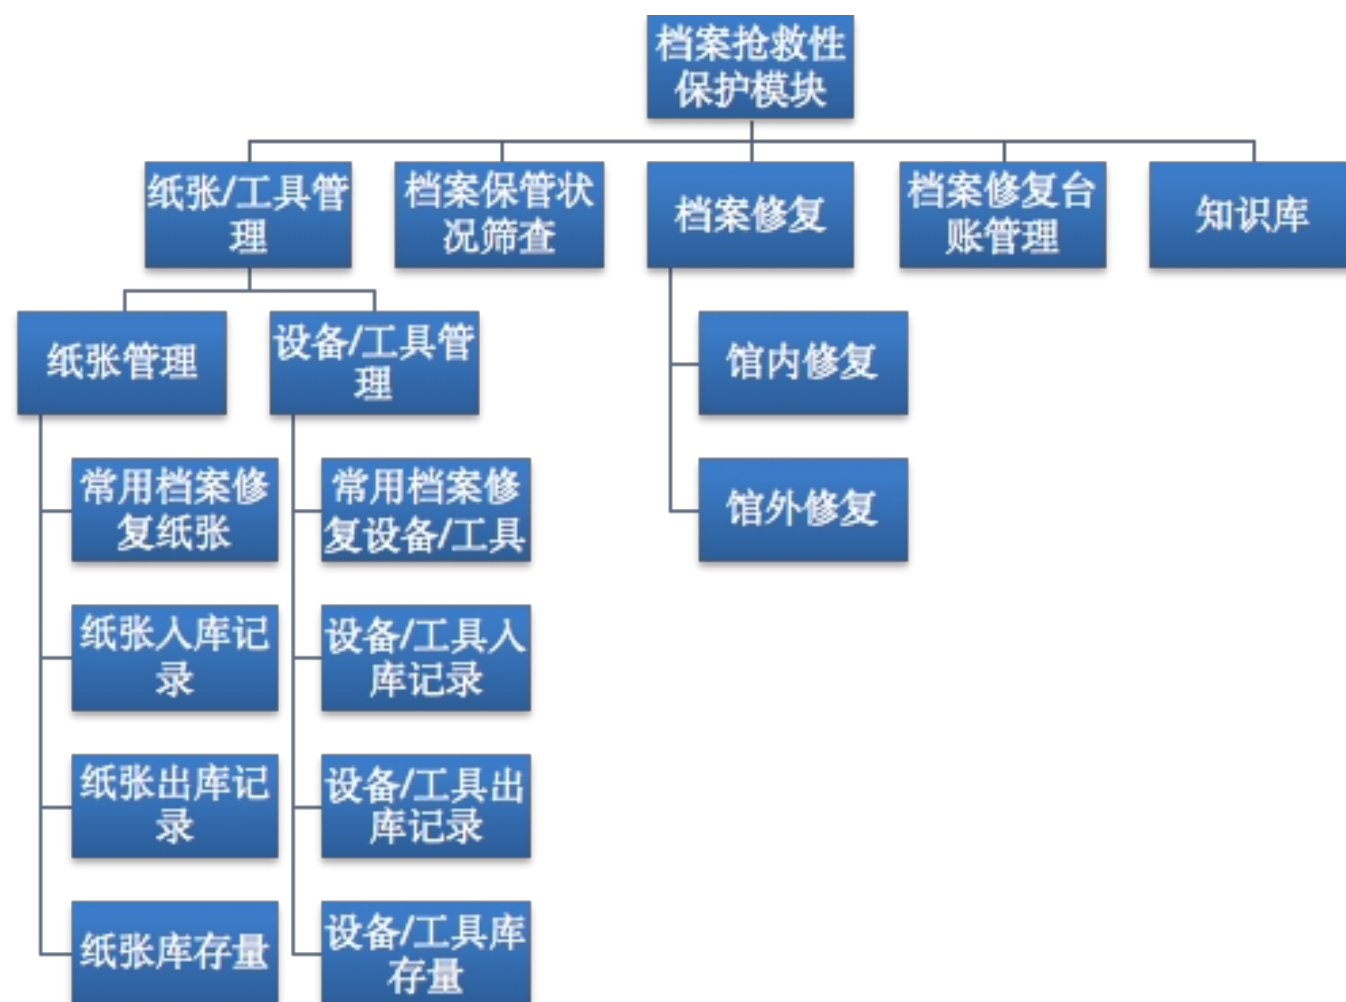 档案抢救性
保护模块
纸张/工具管
理
档案保管状
况筛查
档案修复
档案修复台
账管理
知识库
纸张管理
设备/工具管
理
馆内修复
馆外修复
常用档案修
复纸张
常用档案修
复设备/工具
纸张入库记
录
设备/工具入
库记录
纸张出库记
录
设备/工具出
库记录
纸张库存量
设备/工具库
存量